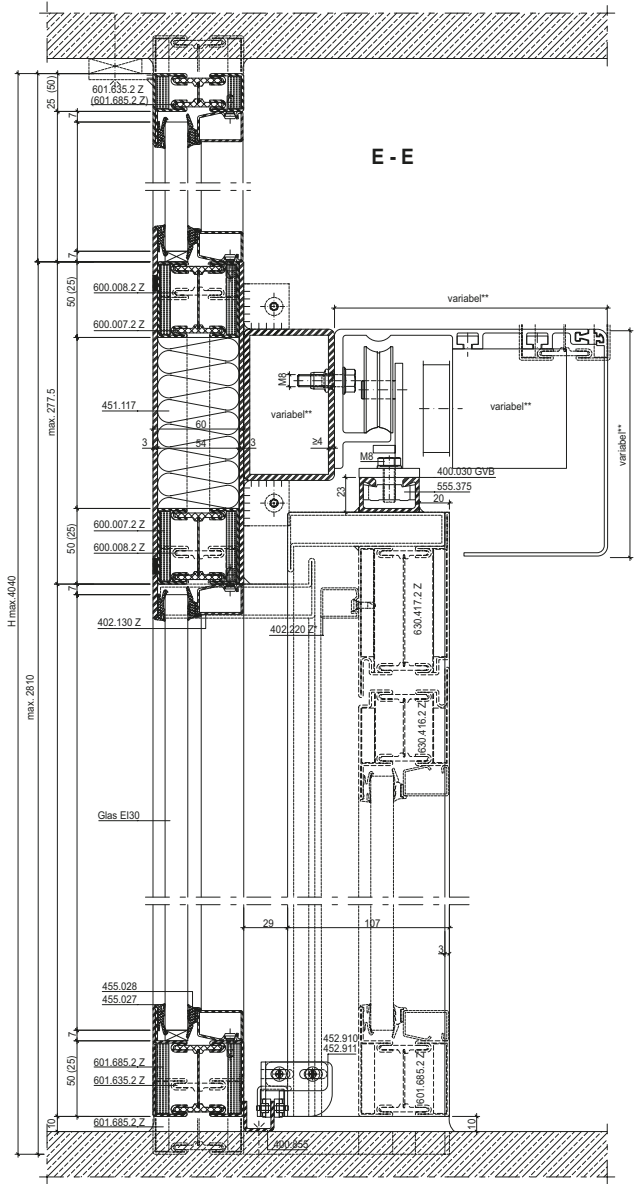 E - E
25 (50)
601.635.2 Z
(601.685.2 Z)
7
7
variabel**
50 (25)
600.008.2 Z
600.007.2 Z
M8
variabel**
variabel**
variabel**
max. 277.5
451.117
60
3
54
3
≥4
M8
400.030 GVB
23
555.375
20
50 (25)
600.007.2 Z
600.008.2 Z
7
402.130 Z
402.220 Z*
630.417.2 Z
H max.4040
max. 2810
630.416.2 Z
Glas EI30
29
107
3
455.028
455.027
7
452.910
452.911
50 (25)
601.685.2 Z
601.635.2 Z
601.685.2 Z
10
601.685.2 Z
10
400.855